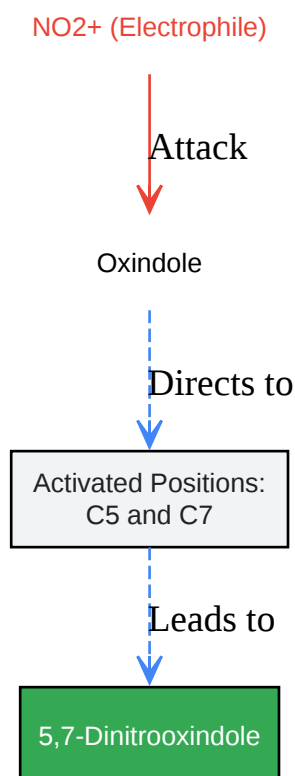 NO2+ (Electrophile)
Attack
Oxindole
Directs to
Activated Positions:
C5 and C7
Leads to
5,7-Dinitrooxindole